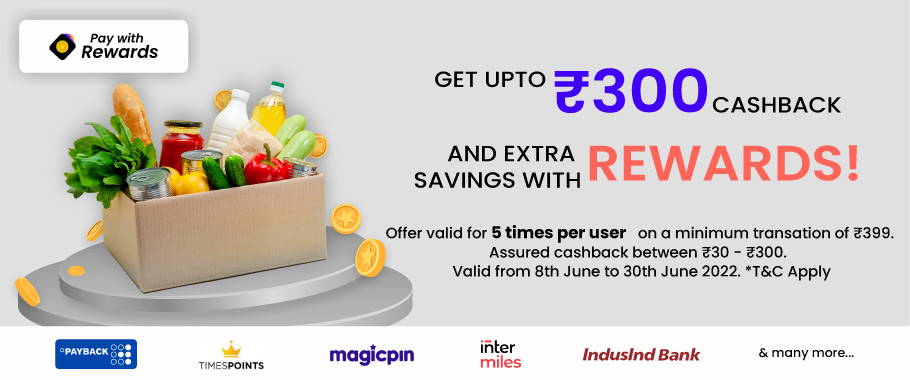 Pay with
Rewards
GET UPTO ₹300 CASHBACK
AND EXTRA
SAVINGS WITH REWARDS!
Offer valid for 5 times per user on a minimum transation of ₹399.
Assured cashback between ₹30 - ₹300.
Valid from 8th June to 30th June 2022. *T&C Apply
PAYBACK
TIMESPOINTS
magicpin
inter
miles
IndusInd Bank
& many more...